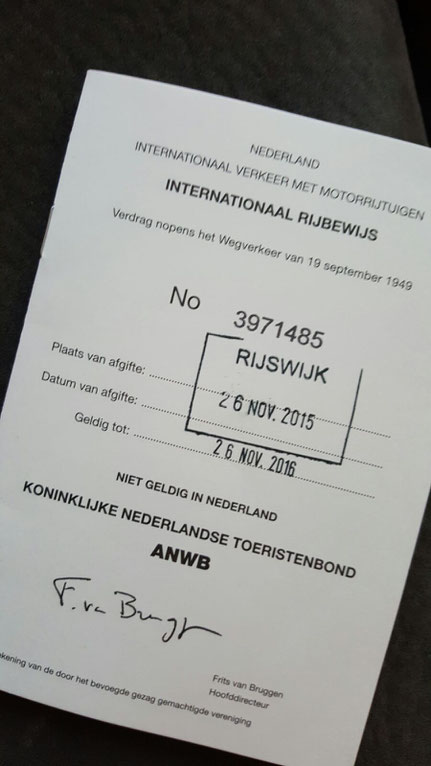 NEDERLAND
INTERNATIONAAL VERKEER MET MOTORRIJTUIGEN
INTERNATIONAAL RIJBEWIJS
Verdrag nopens het Wegverkeer van 19 september 1949
No 3971485
Plaats van afgifte: RIJSWIJK
Datum van afgifte: 26 NOV. 2015
Geldig tot: 26 NOV. 2016
NIET GELDIG IN NEDERLAND
KONINKLIJKE NEDERLANDSE TOERISTENBOND
ANWB
F. van Bruggen
Frits van Bruggen
Hoofddirecteur
ekening van de door het bevoegde gezag gemachtigde vereniging